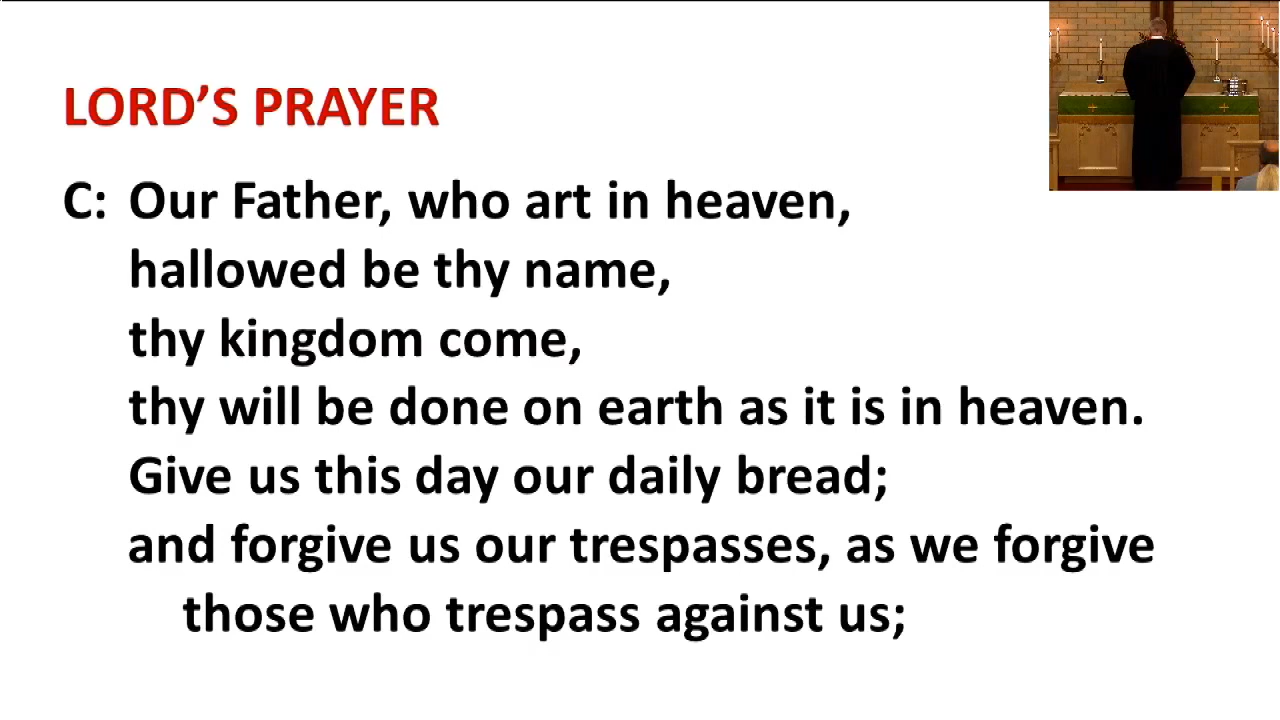 LORD’S PRAYER
C: Our Father, who art in heaven,
hallowed be thy name,
thy kingdom come,
thy will be done on earth as it is in heaven.
Give us this day our daily bread;
and forgive us our trespasses, as we forgive
those who trespass against us;